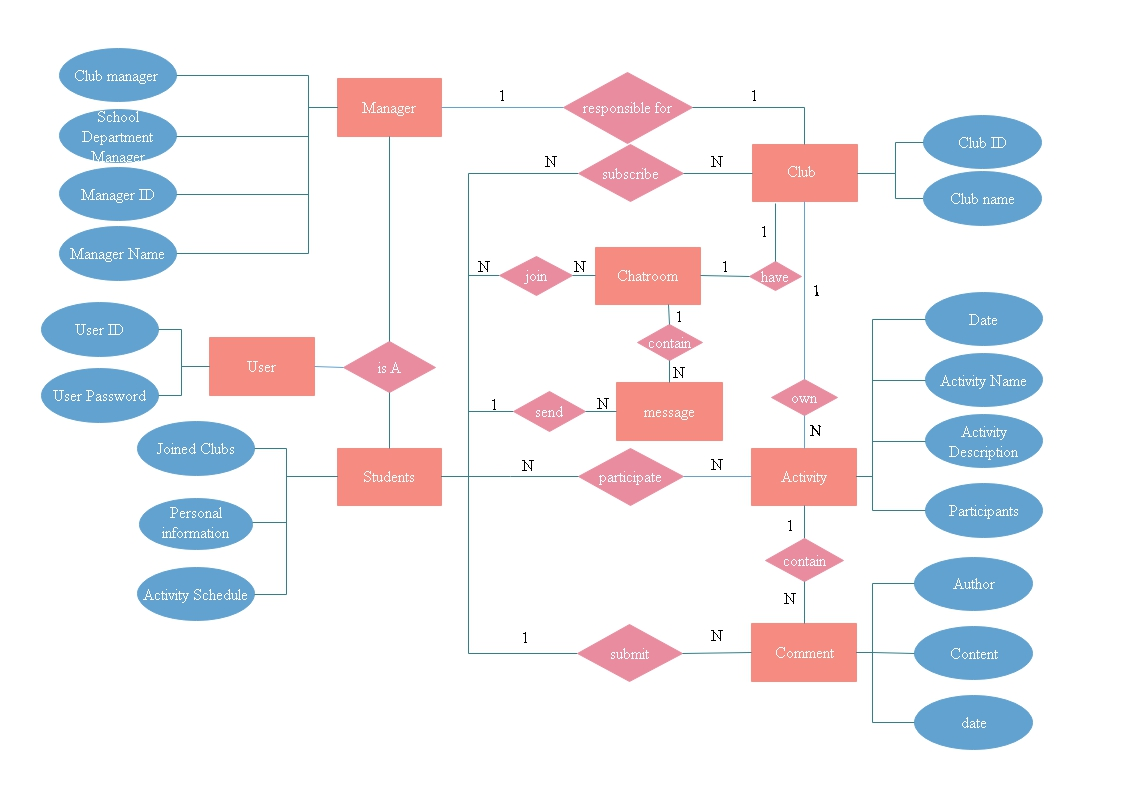 Club manager
School
Department
Manager
Manager ID
Manager Name
Manager
1
responsible for
1
N
subscribe
N
Club
Club ID
Club name
1
N
join
N
Chatroom
1
have
1
1
contain
N
User ID
User Password
User
is A
1
send
N
message
own
N
Date
Activity Name
Activity
Description
Participants
Joined Clubs
Personal
information
Activity Schedule
Students
N
participate
N
Activity
1
contain
N
1
submit
N
Comment
Author
Content
date